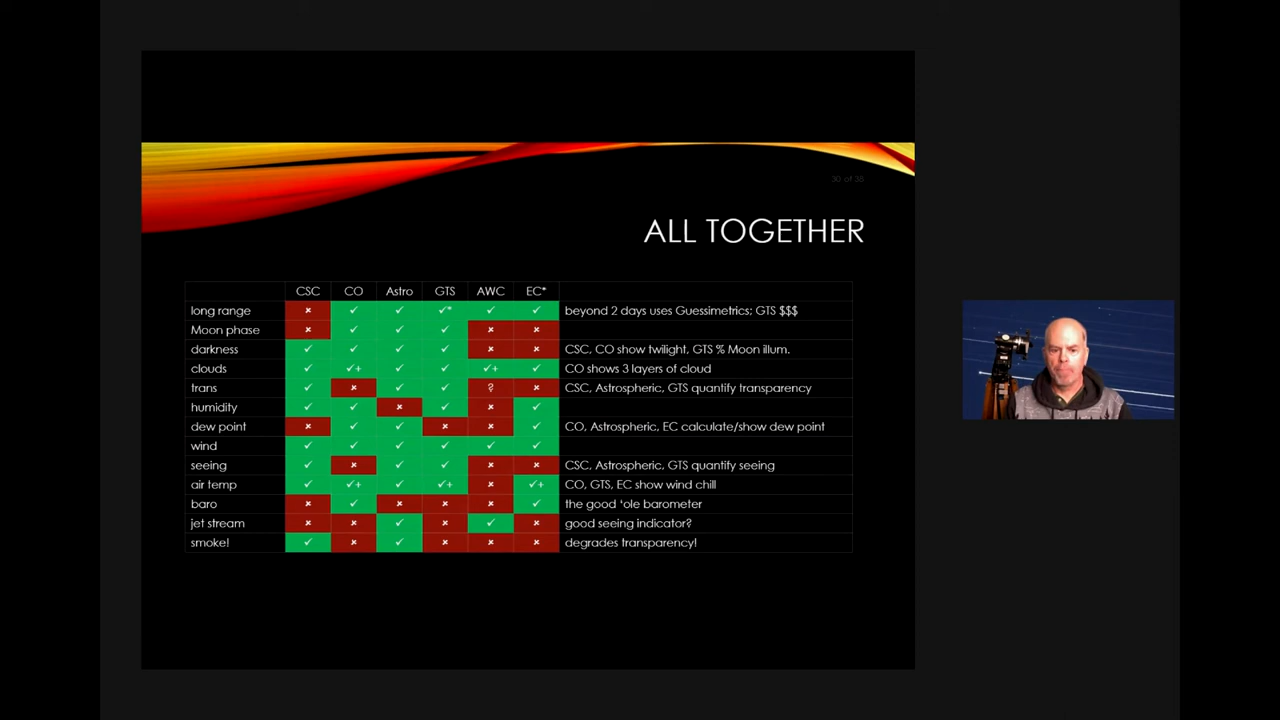 30 of 35
ALL TOGETHER
CSC CO Astro GTS AWC EC*
long range × ✓ ✓ ✓* ✓ ✓ beyond 2 days uses Guessimetrics; GTS $$$
Moon phase × ✓ ✓ ✓ × ×
darkness ✓ ✓ ✓ ✓ × × CSC, CO show twilight, GTS % Moon illum.
clouds ✓ ✓+ ✓ ✓ ✓+ ✓ CO shows 3 layers of cloud
trans ✓ × ✓ ✓ ? × CSC, Astrospheric, GTS quantify transparency
humidity ✓ ✓ × ✓ × ✓
dew point × ✓ ✓ × × ✓ CO, Astrospheric, EC calculate/show dew point
wind ✓ ✓ ✓ ✓ ✓ ✓
seeing ✓ × ✓ ✓ × × CSC, Astrospheric, GTS quantify seeing
air temp ✓ ✓+ ✓ ✓+ × ✓+ CO, GTS, EC show wind chill
baro × ✓ × × × ✓ the good ‘ole barometer
jet stream × × ✓ × ✓ × good seeing indicator?
smoke! ✓ × ✓ × × × degrades transparency!